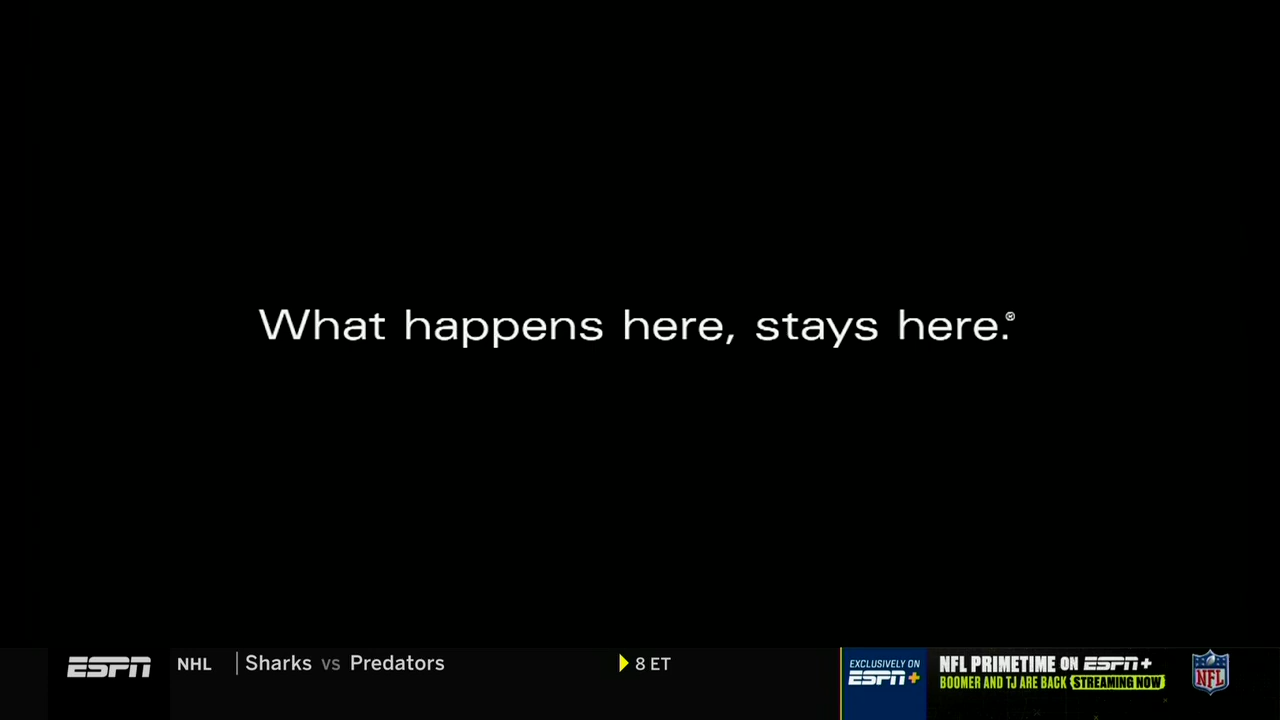 What happens here, stays here.®
ESPN NHL Sharks vs Predators 8 ET
EXCLUSIVELY ON
ESPN+
NFL PRIMETIME ON ESPN+
BOOMER AND TJ ARE BACK STREAMING NOW
NFL